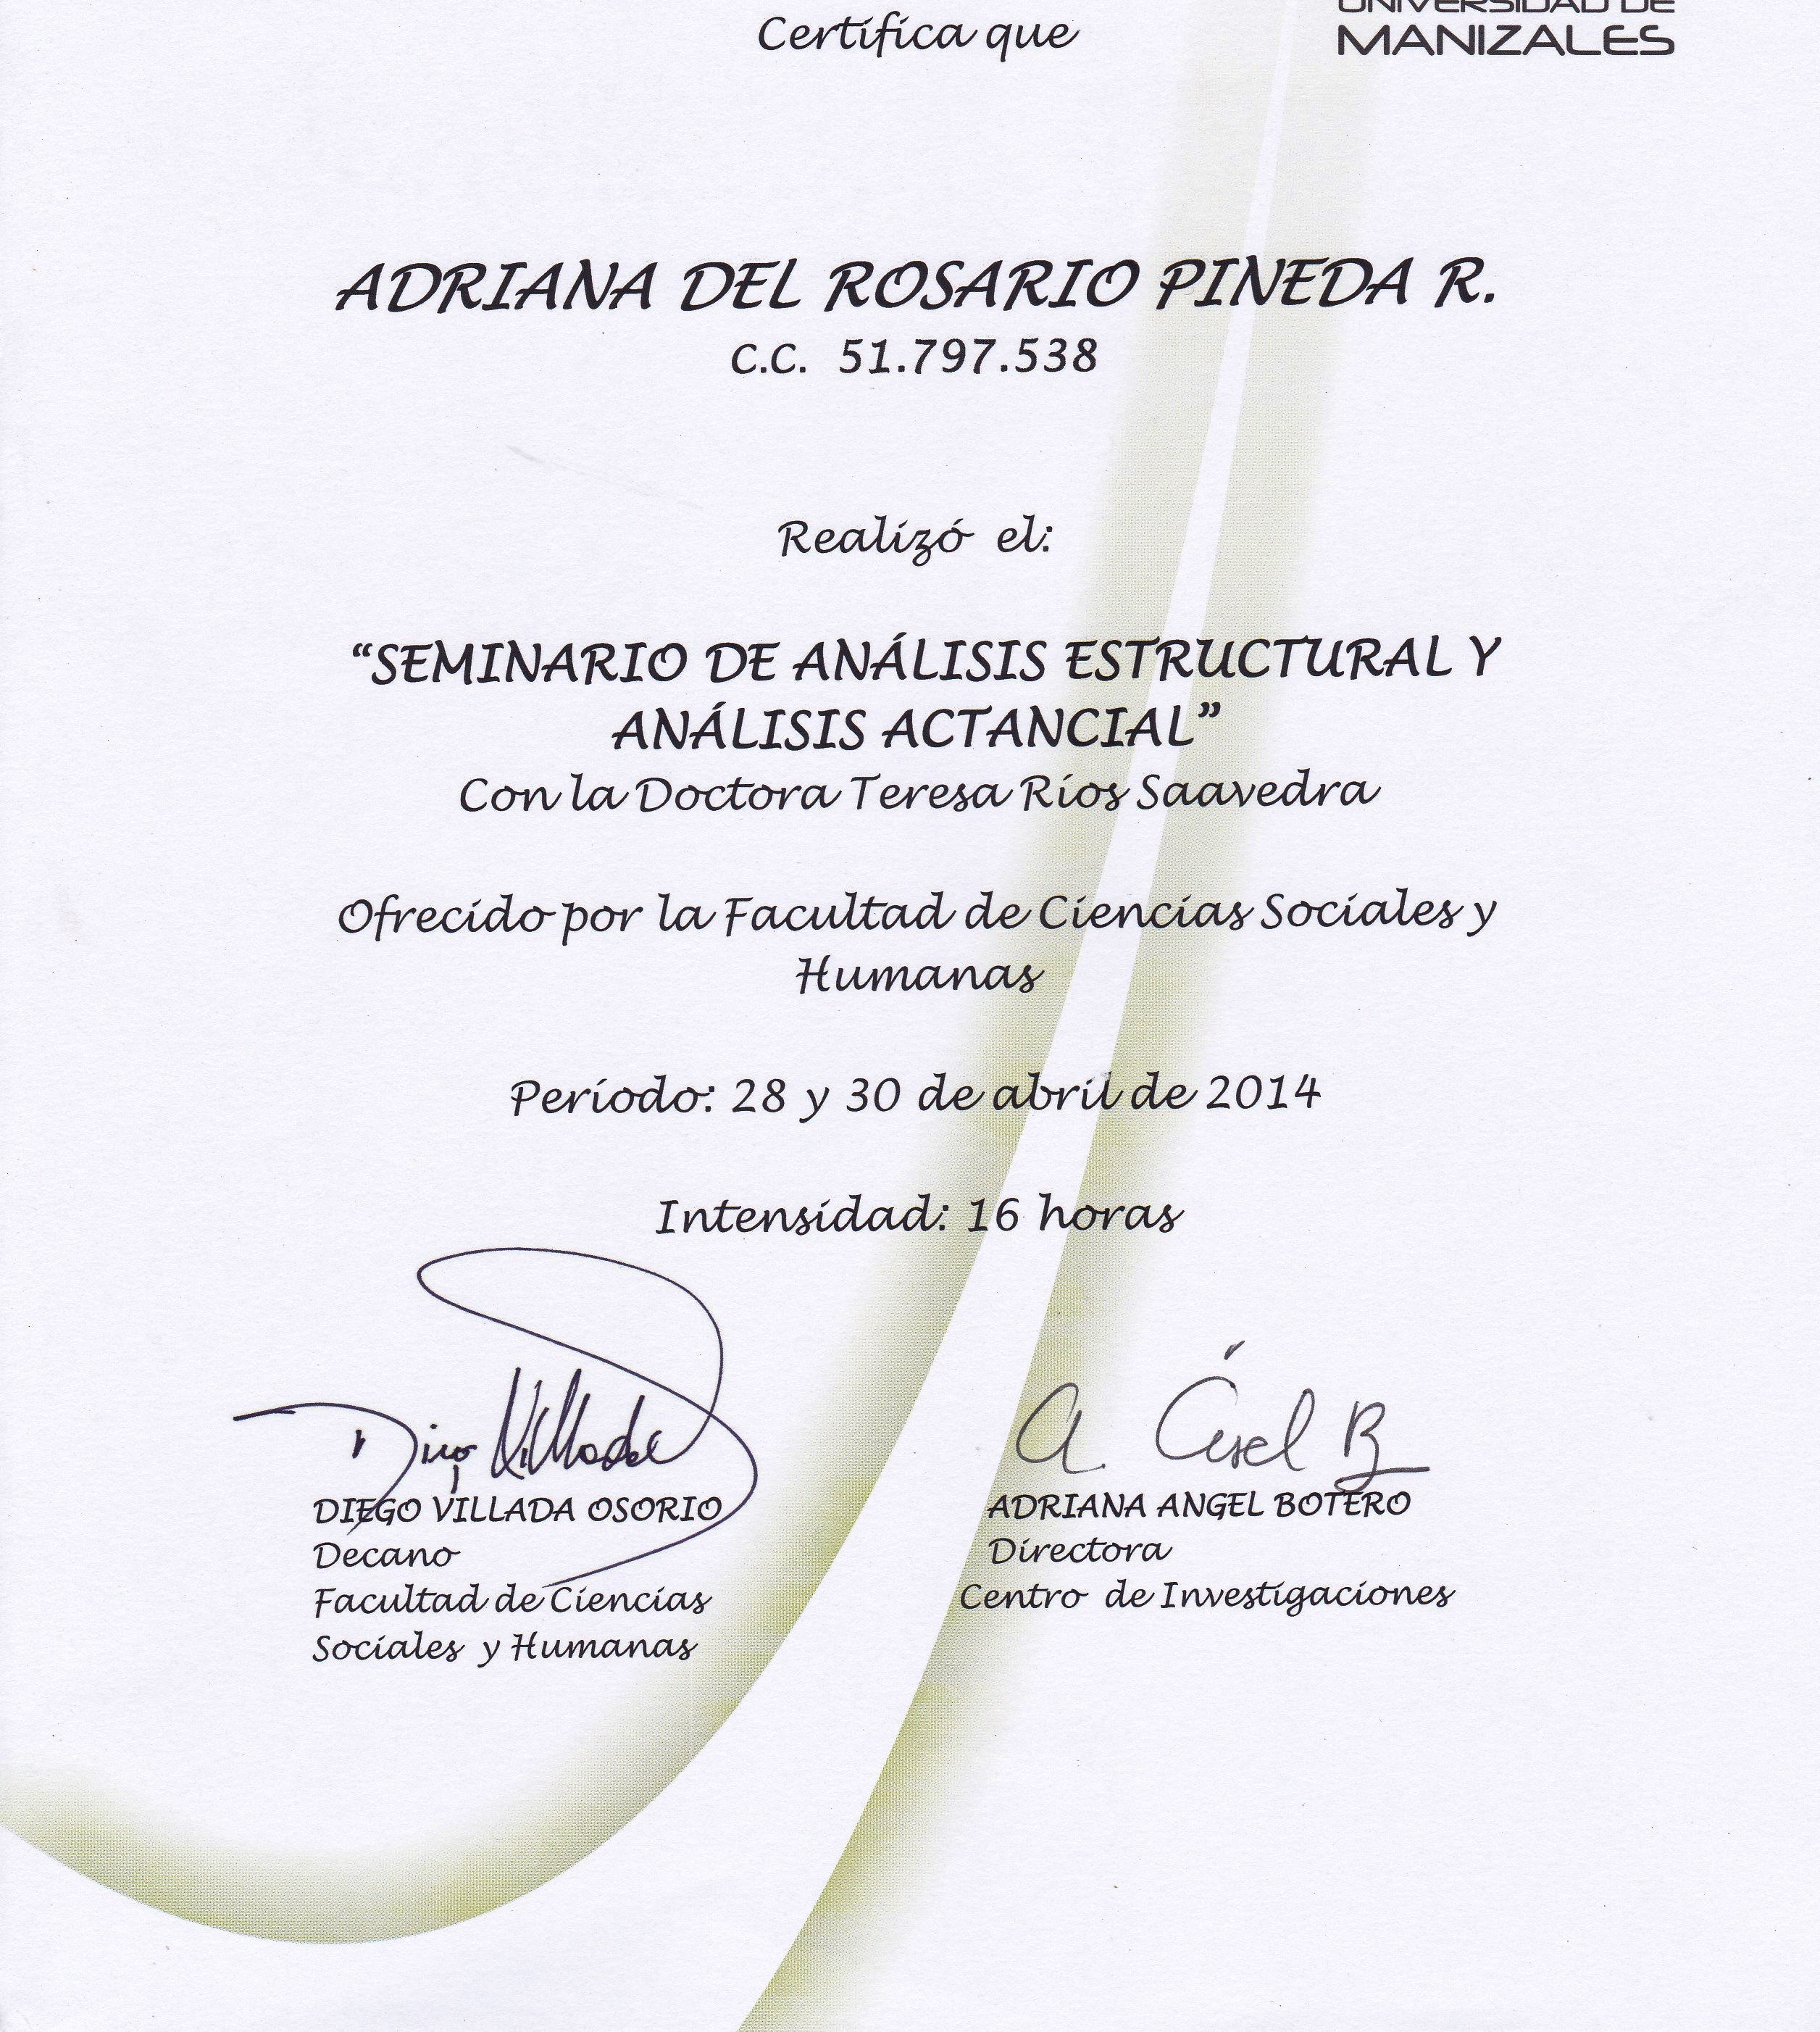 Certifica que
UNIVERSIDAD DE
MANIZALES
ADRIANA DEL ROSARIO PINEDA R.
C.C. 51.797.538
Realizó el:
“SEMINARIO DE ANÁLISIS ESTRUCTURAL Y
ANÁLISIS ACTANCIAL”
Con la Doctora Teresa Ríos Saavedra
Ofrecido por la Facultad de Ciencias Sociales y
Humanas
Período: 28 y 30 de abril de 2014
Intensidad: 16 horas
Diego Villada
A. Ángel B
DIEGO VILLADA OSORIO
Decano
Facultad de Ciencias
Sociales y Humanas
ADRIANA ANGEL BOTERO
Directora
Centro de Investigaciones